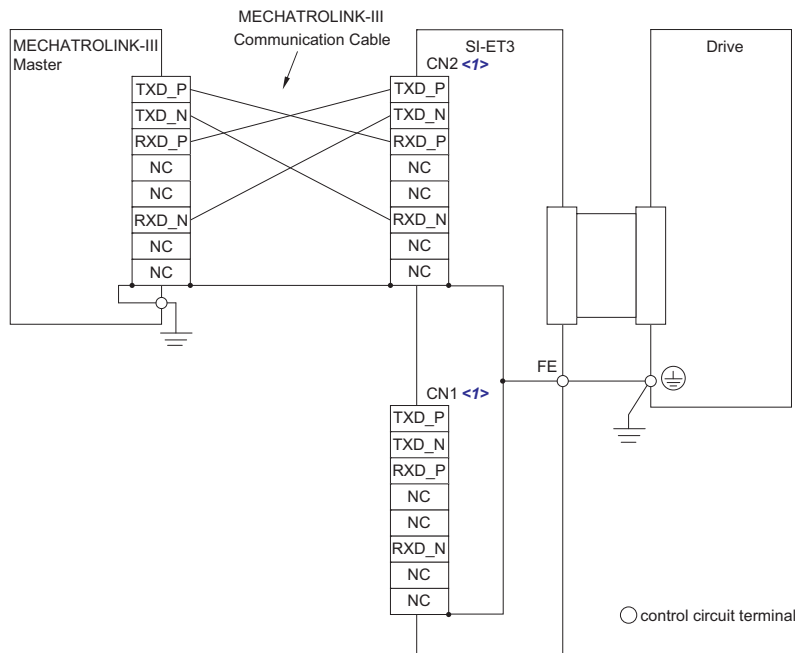 MECHATROLINK-III
Communication Cable
MECHATROLINK-III
Master
SI-ET3
CN2 <1>
Drive
TXD_P
TXD_N
RXD_P
NC
NC
RXD_N
NC
NC
TXD_P
TXD_N
RXD_P
NC
NC
RXD_N
NC
NC
FE
CN1 <1>
TXD_P
TXD_N
RXD_P
NC
NC
RXD_N
NC
NC
control circuit terminal